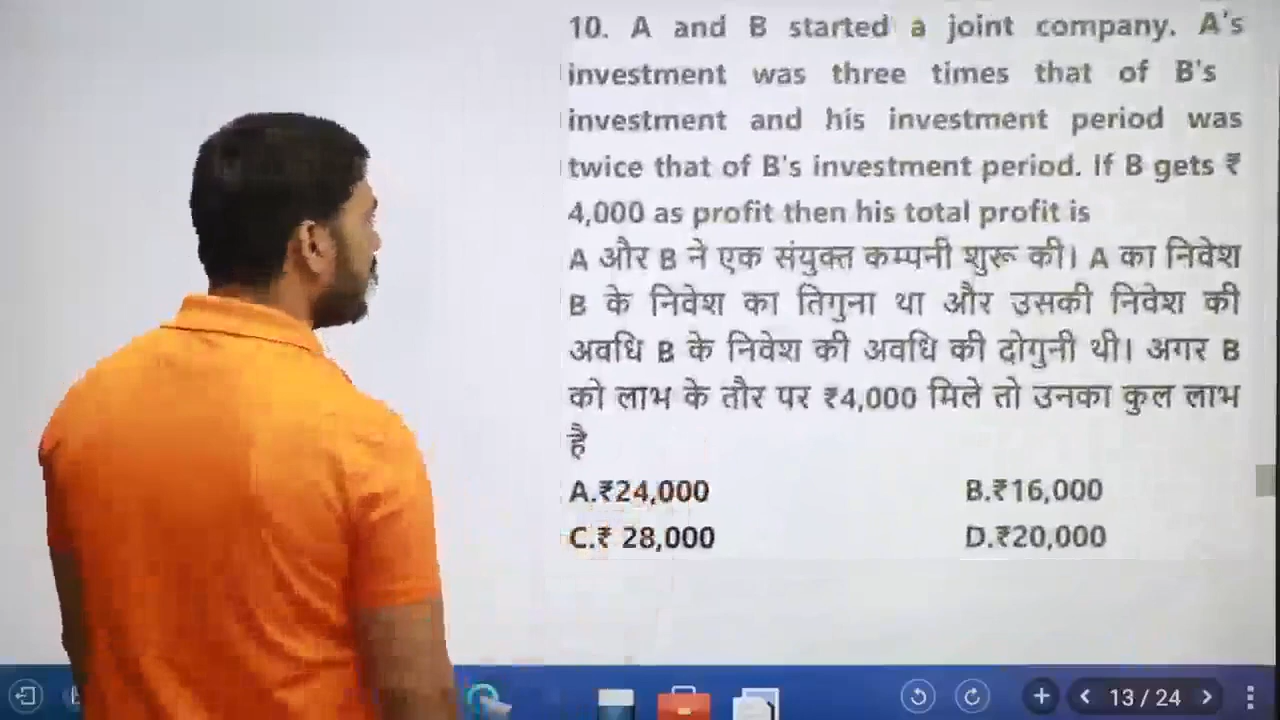 10. A and B started a joint company. A's
investment was three times that of B's
investment and his investment period was
twice that of B's investment period. If B gets ₹
4,000 as profit then his total profit is
A और B ने एक संयुक्त कम्पनी शुरू की। A का निवेश
B के निवेश का तिगुना था और उसकी निवेश की
अवधि B के निवेश की अवधि की दोगुनी थी। अगर B
को लाभ के तौर पर ₹4,000 मिले तो उनका कुल लाभ
है
A.₹24,000 B.₹16,000
C.₹ 28,000 D.₹20,000
13 / 24